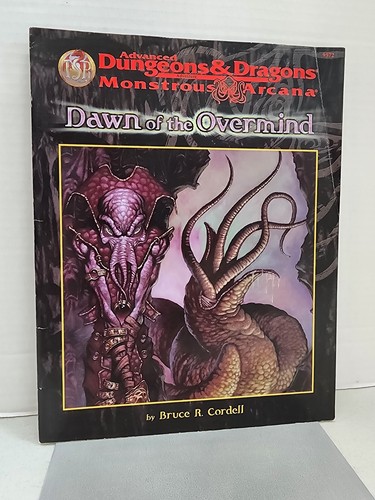 TSR
Advanced
Dungeons & Dragons
Monstrous Arcana
Dawn of the Overmind
by Bruce R. Cordell